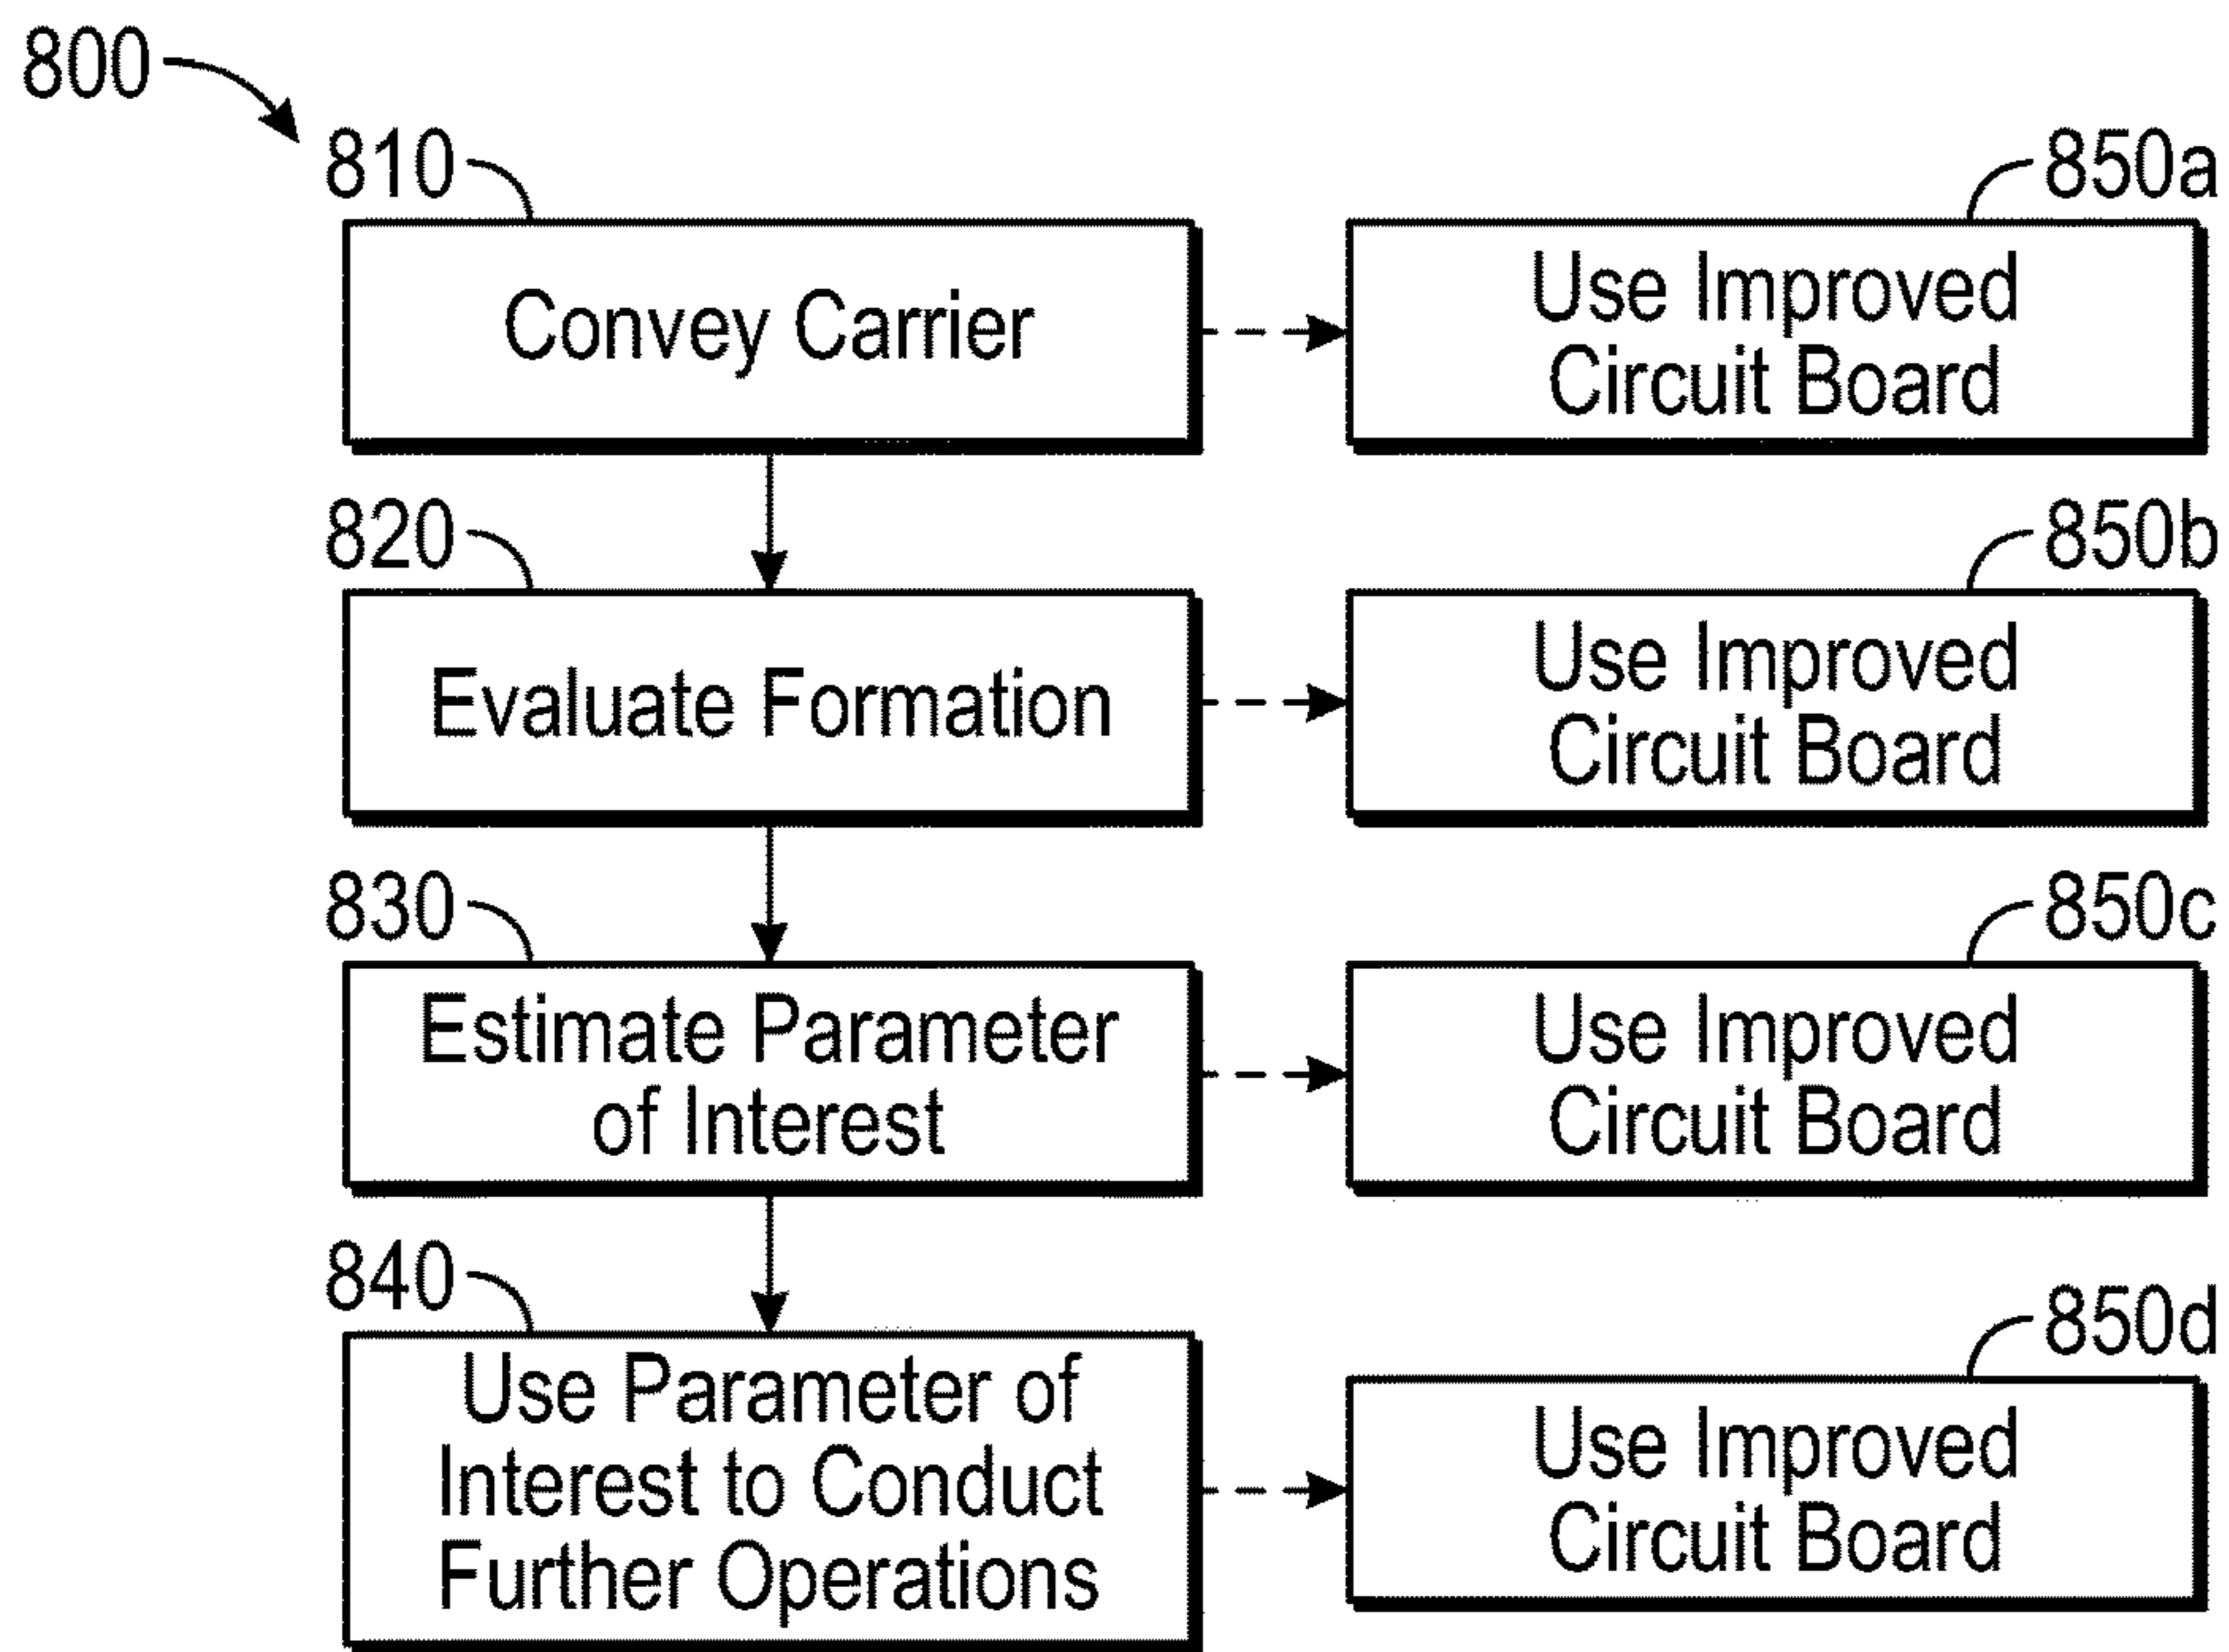 800
810
850a
Convey Carrier
Use Improved
Circuit Board
820
850b
Evaluate Formation
Use Improved
Circuit Board
830
850c
Estimate Parameter
of Interest
Use Improved
Circuit Board
840
850d
Use Parameter of
Interest to Conduct
Further Operations
Use Improved
Circuit Board